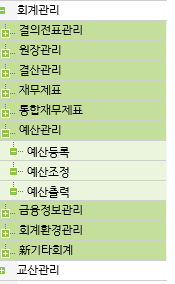 회계관리
결의전표관리
원장관리
결산관리
재무제표
통합재무제표
예산관리
예산등록
예산조정
예산출력
금융정보관리
회계환경관리
新기타회계
교산관리